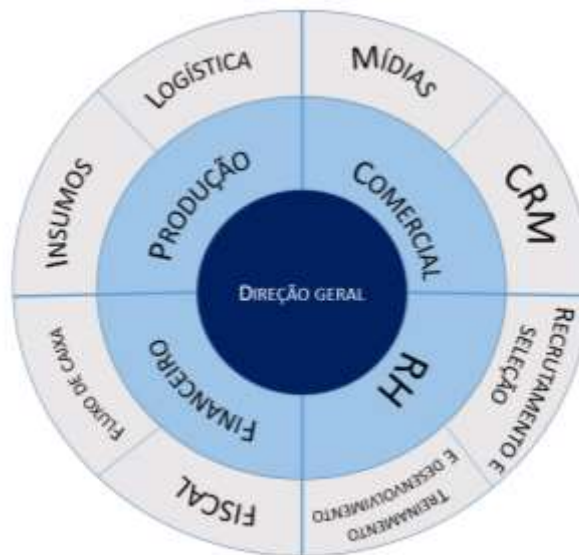 LOGÍSTICA
MÍDIAS
INSUMOS
CRM
PRODUÇÃO
COMERCIAL
DIREÇÃO GERAL
FINANCEIRO
RH
FLUXO DE CAIXA
FISCAL
RECRUTAMENTO E
SELEÇÃO
TREINAMENTO
E DESENVOLVIMENTO